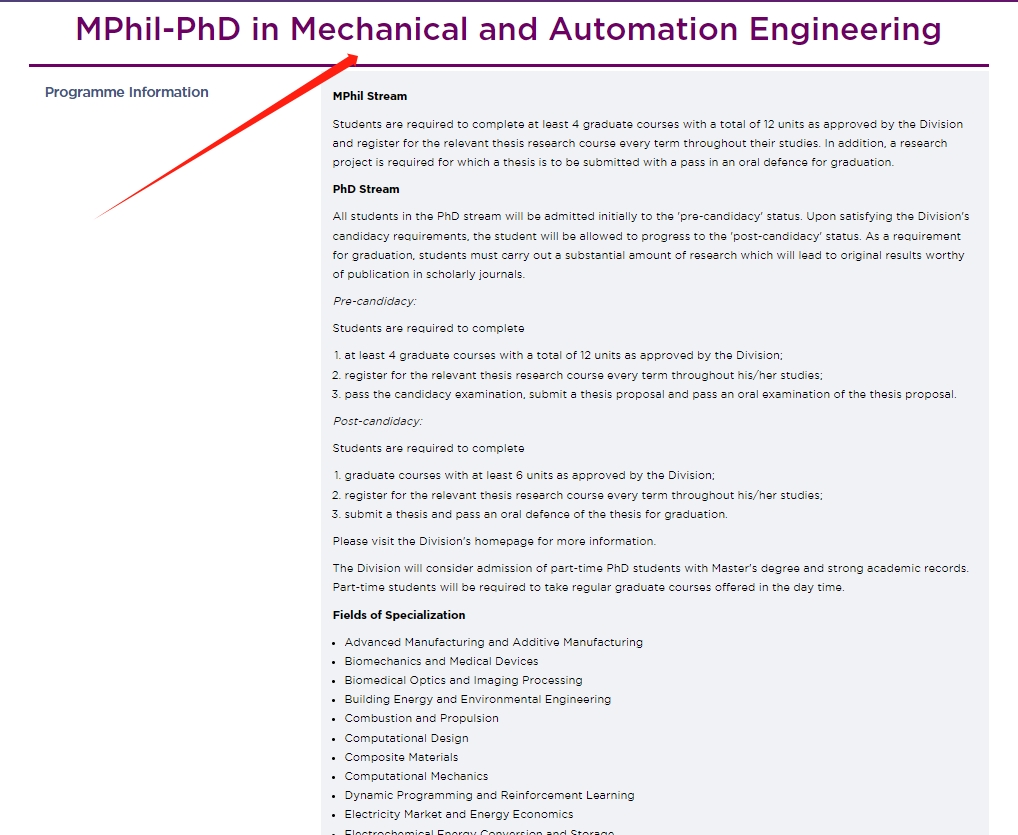 MPhil-PhD in Mechanical and Automation Engineering
Programme Information
MPhil Stream
Students are required to complete at least 4 graduate courses with a total of 12 units as approved by the Division
and register for the relevant thesis research course every term throughout their studies. In addition, a research
project is required for which a thesis is to be submitted with a pass in an oral defence for graduation.
PhD Stream
All students in the PhD stream will be admitted initially to the 'pre-candidacy' status. Upon satisfying the Division's
candidacy requirements, the student will be allowed to progress to the 'post-candidacy' status. As a requirement
for graduation, students must carry out a substantial amount of research which will lead to original results worthy
of publication in scholarly journals.
Pre-candidacy:
Students are required to complete
1. at least 4 graduate courses with a total of 12 units as approved by the Division;
2. register for the relevant thesis research course every term throughout his/her studies;
3. pass the candidacy examination, submit a thesis proposal and pass an oral examination of the thesis proposal.
Post-candidacy:
Students are required to complete
1. graduate courses with at least 6 units as approved by the Division;
2. register for the relevant thesis research course every term throughout his/her studies;
3. submit a thesis and pass an oral defence of the thesis for graduation.
Please visit the Division's homepage for more information.
The Division will consider admission of part-time PhD students with Master's degree and strong academic records.
Part-time students will be required to take regular graduate courses offered in the day time.
Fields of Specialization
• Advanced Manufacturing and Additive Manufacturing
• Biomechanics and Medical Devices
• Biomedical Optics and Imaging Processing
• Building Energy and Environmental Engineering
• Combustion and Propulsion
• Computational Design
• Composite Materials
• Computational Mechanics
• Dynamic Programming and Reinforcement Learning
• Electricity Market and Energy Economics
• Electrochemical Energy Conversion and Storage